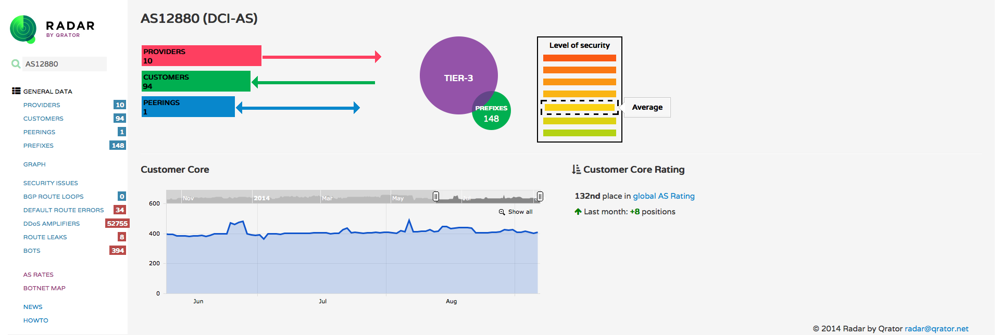 RADAR
BY QRATOR
AS12880
GENERAL DATA
PROVIDERS 10
CUSTOMERS 94
PEERINGS 1
PREFIXES 148
GRAPH
SECURITY ISSUES
BGP ROUTE LOOPS 0
DEFAULT ROUTE ERRORS 34
DDoS AMPLIFIERS 52755
ROUTE LEAKS 8
BOTS 394
AS RATES
BOTNET MAP
NEWS
HOWTO
AS12880 (DCI-AS)
PROVIDERS
10
CUSTOMERS
94
PEERINGS
1
TIER-3
PREFIXES
148
Level of security
Average
Customer Core
Nov 2014 Mar May Jul
Show all
600
400
200
0
Jun Jul Aug
Customer Core Rating
132nd place in global AS Rating
Last month: +8 positions
© 2014 Radar by Qrator radar@qrator.net